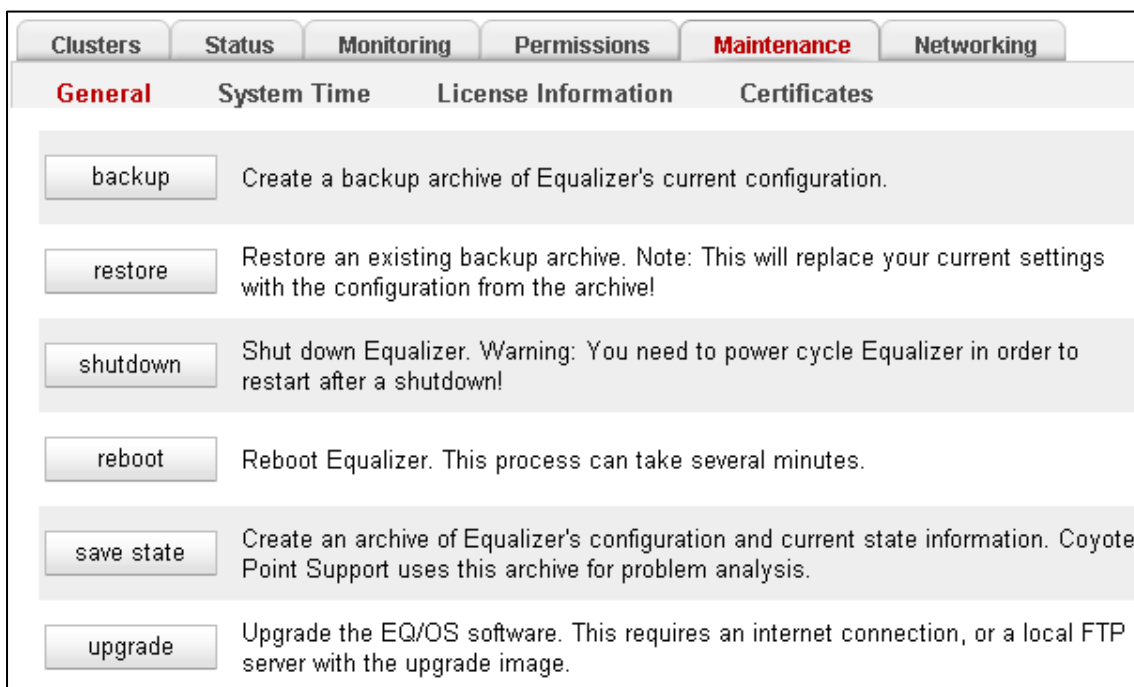 Clusters Status Monitoring Permissions Maintenance Networking
General System Time License Information Certificates
backup Create a backup archive of Equalizer's current configuration.
restore Restore an existing backup archive. Note: This will replace your current settings
with the configuration from the archive!
shutdown Shut down Equalizer. Warning: You need to power cycle Equalizer in order to
restart after a shutdown!
reboot Reboot Equalizer. This process can take several minutes.
save state Create an archive of Equalizer's configuration and current state information. Coyote
Point Support uses this archive for problem analysis.
upgrade Upgrade the EQ/OS software. This requires an internet connection, or a local FTP
server with the upgrade image.